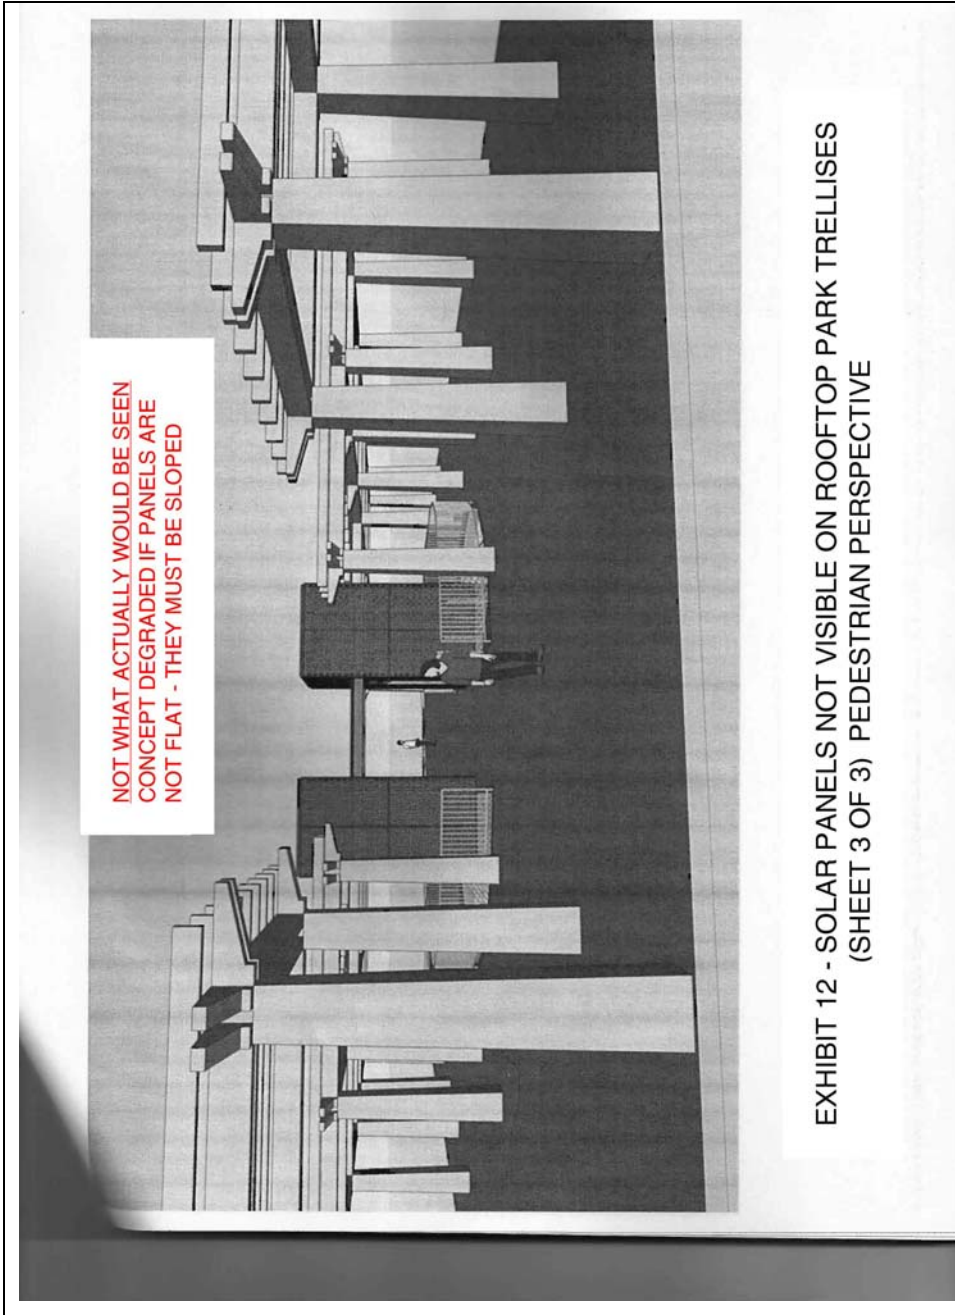 NOT WHAT ACTUALLY WOULD BE SEEN
CONCEPT DEGRADED IF PANELS ARE
NOT FLAT - THEY MUST BE SLOPED
EXHIBIT 12 - SOLAR PANELS NOT VISIBLE ON ROOFTOP PARK TRELLISES
(SHEET 3 OF 3) PEDESTRIAN PERSPECTIVE